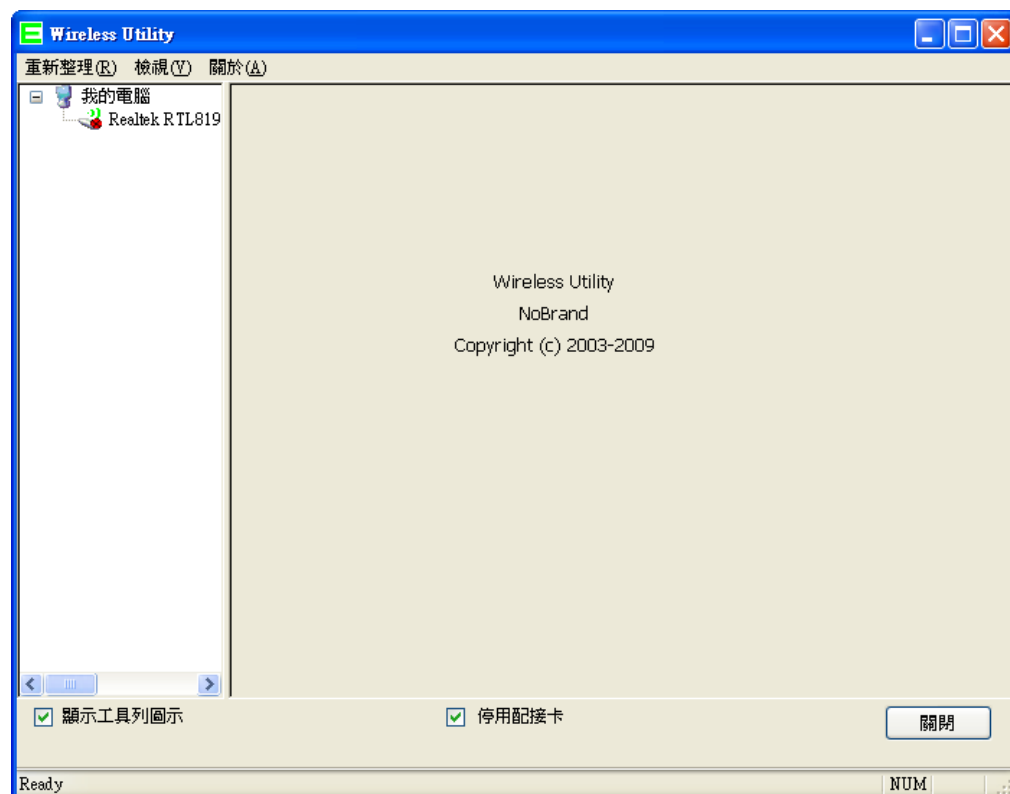 Wireless Utility
重新整理(R) 檢視(V) 關於(A)
我的電腦
Realtek RTL819
Wireless Utility
NoBrand
Copyright (c) 2003-2009
顯示工具列圖示
停用配接卡
關閉
Ready
NUM